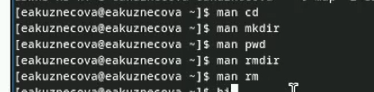 [eakuznecova@eakuznecova ~]$ man cd
[eakuznecova@eakuznecova ~]$ man mkdir
[eakuznecova@eakuznecova ~]$ man pwd
[eakuznecova@eakuznecova ~]$ man rmdir
[eakuznecova@eakuznecova ~]$ man rm
[eakuznecova@eakuznecova ~]$ hi